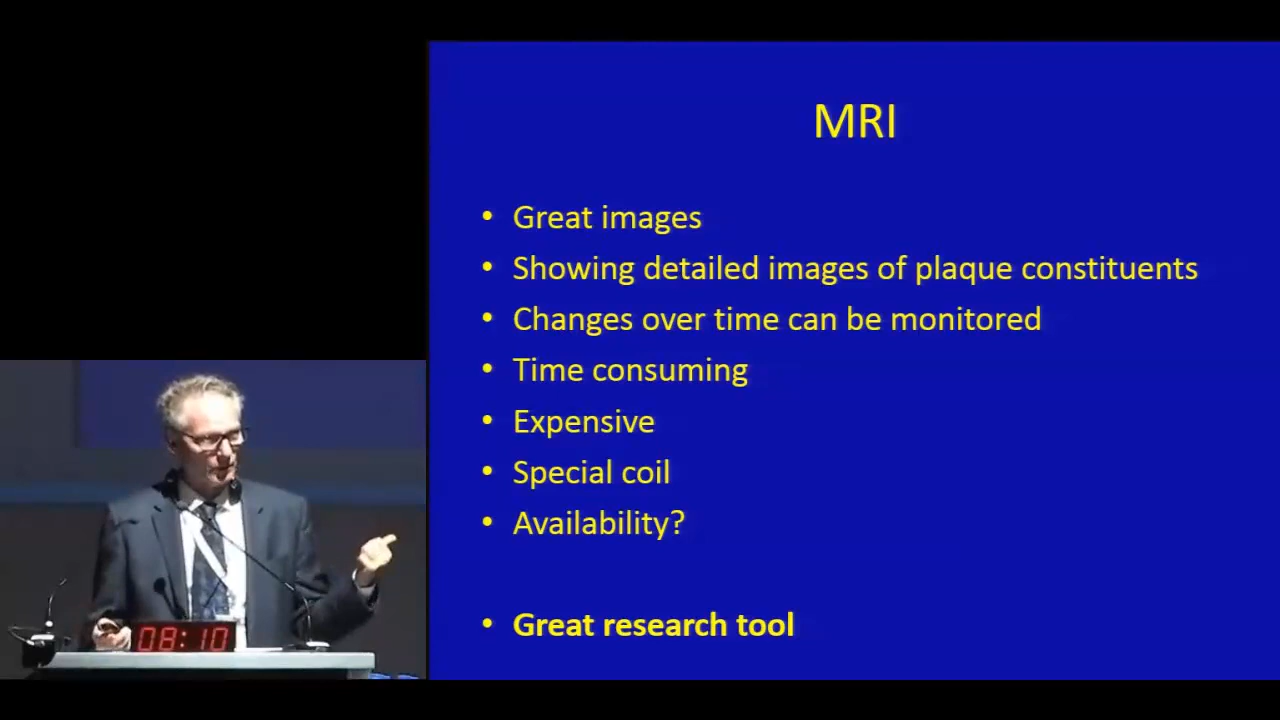 MRI
• Great images
• Showing detailed images of plaque constituents
• Changes over time can be monitored
• Time consuming
• Expensive
• Special coil
• Availability?
• Great research tool
08:10